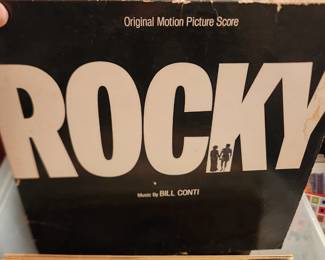 Original Motion Picture Score
ROCKY
Music By BILL CONTI